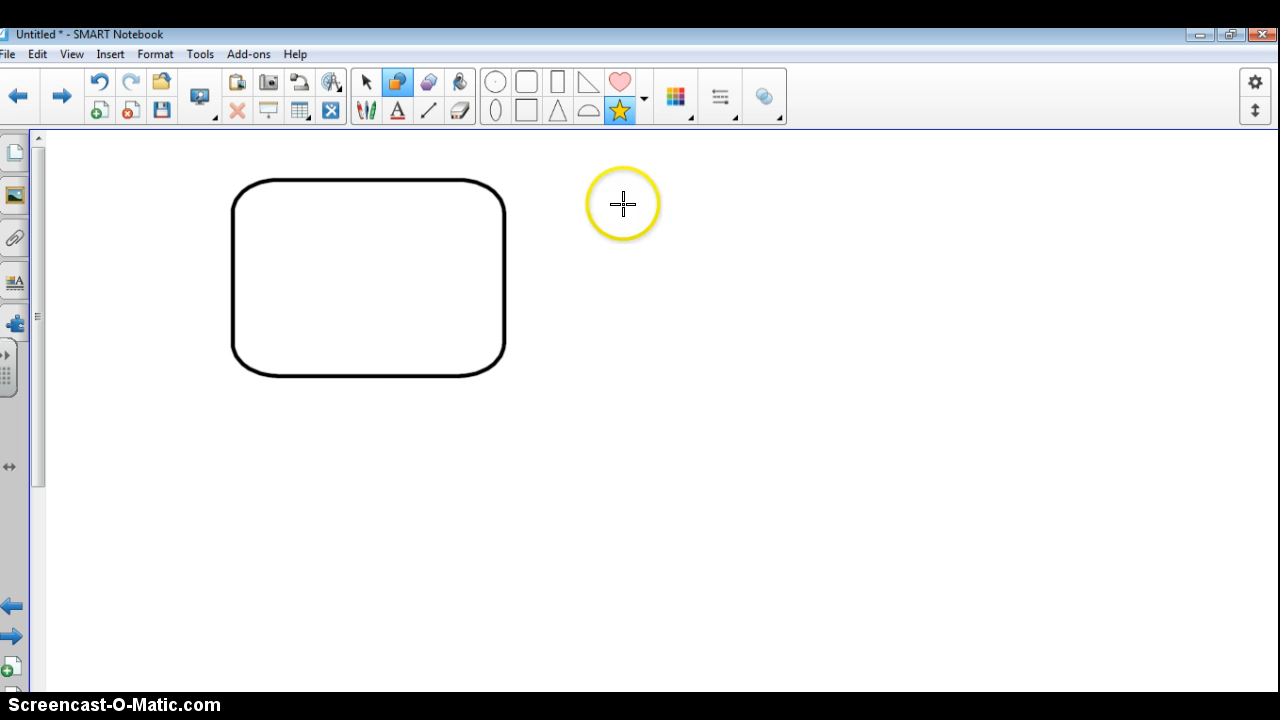 Untitled * - SMART Notebook
File Edit View Insert Format Tools Add-ons Help
A
A
Screencast-O-Matic.com